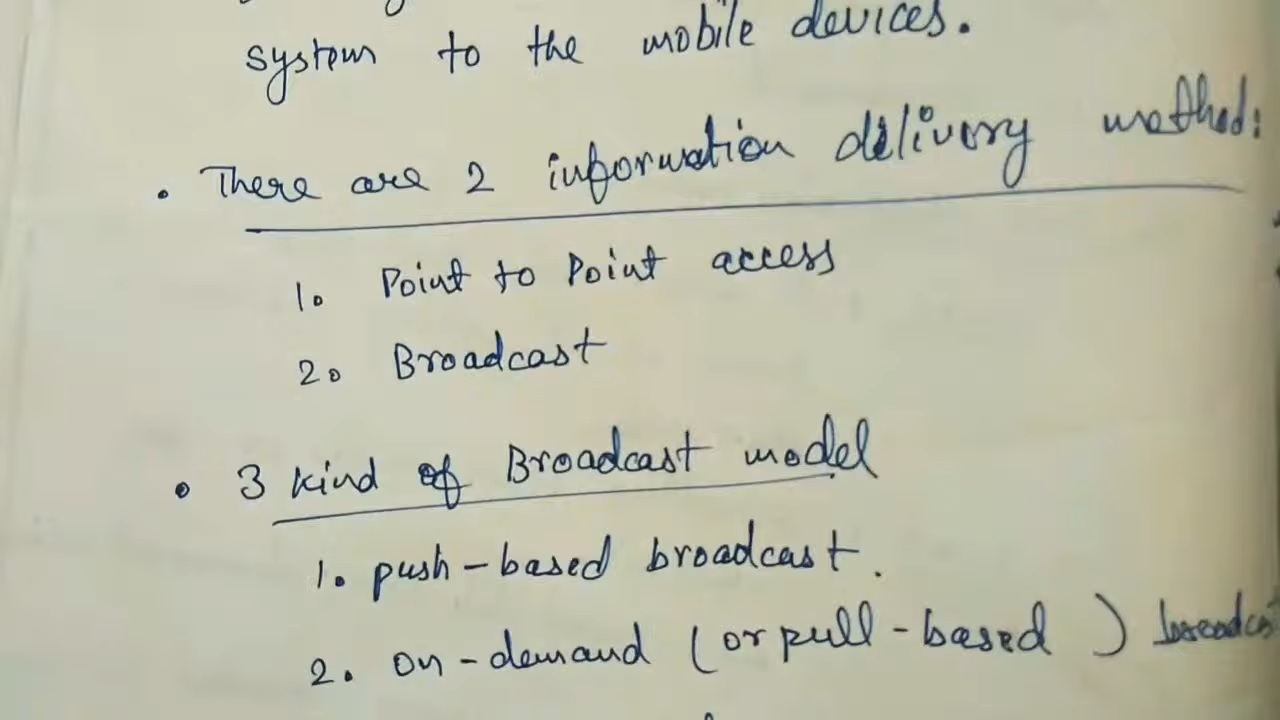 system to the mobile devices.
• There are 2 information delivery method:
1. Point to Point access
2. Broadcast
• 3 kind of Broadcast model
1. push-based broadcast.
2. on-demand (or pull-based)